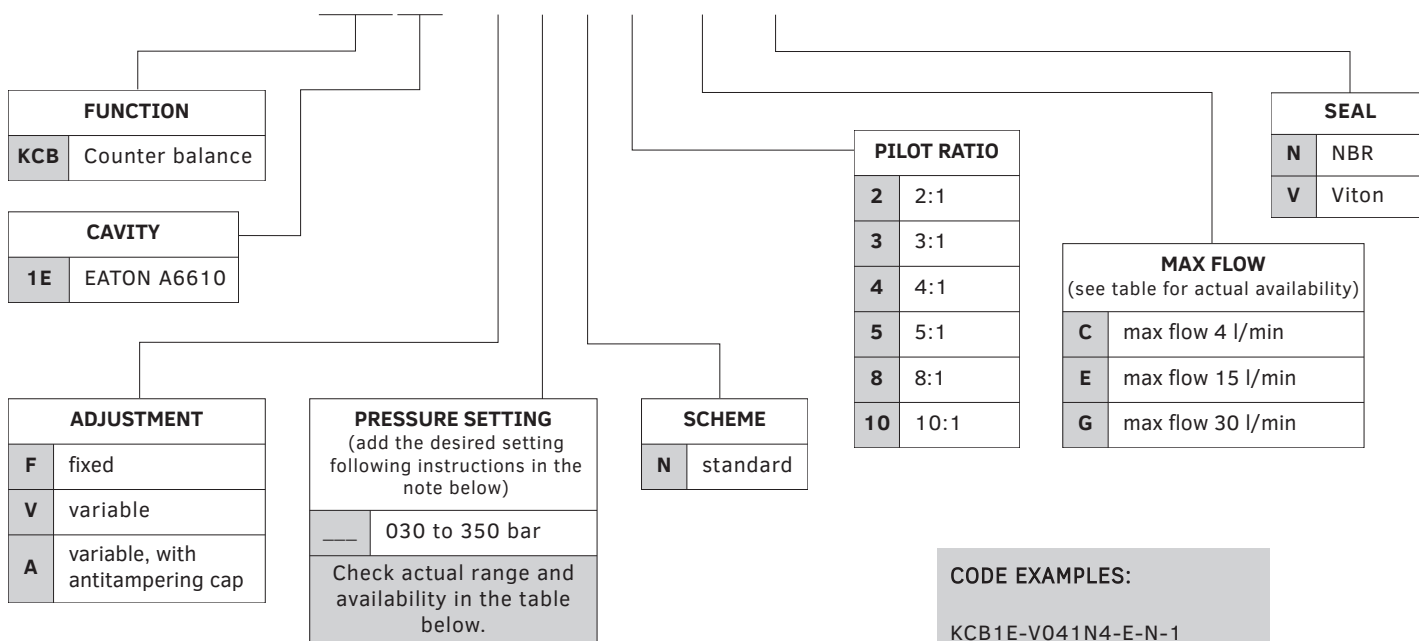 FUNCTION
KCB Counter balance
CAVITY
1E EATON A6610
ADJUSTMENT
F fixed
V variable
A variable, with
antitampering cap
PRESSURE SETTING
(add the desired setting
following instructions in the
note below)
___ 030 to 350 bar
Check actual range and
availability in the table
below.
SCHEME
N standard
PILOT RATIO
2 2:1
3 3:1
4 4:1
5 5:1
8 8:1
10 10:1
MAX FLOW
(see table for actual availability)
C max flow 4 l/min
E max flow 15 l/min
G max flow 30 l/min
SEAL
N NBR
V Viton
CODE EXAMPLES:
KCB1E-V041N4-E-N-1